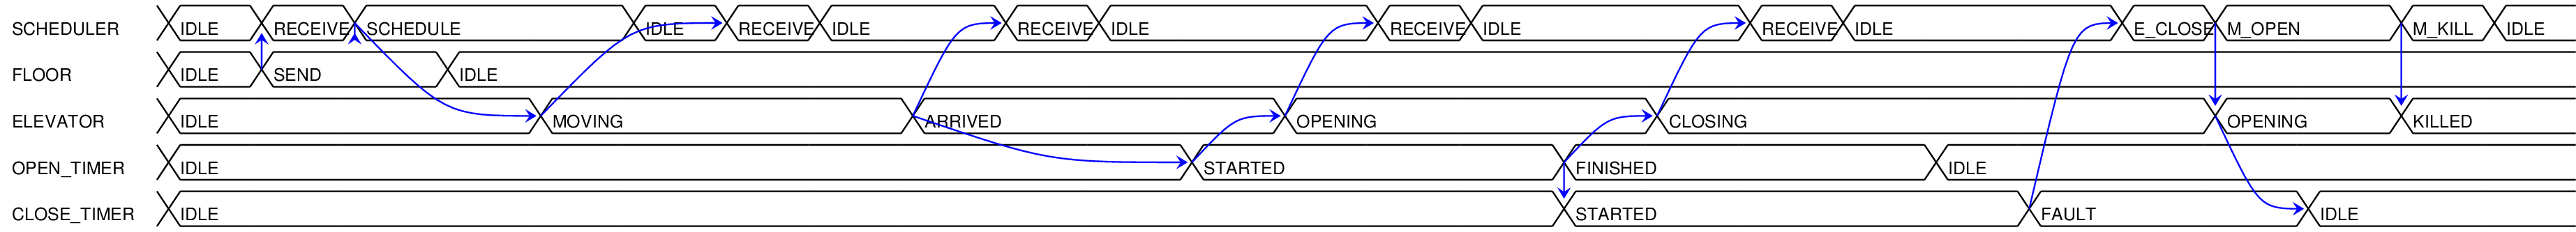 SCHEDULER IDLE RECEIVE SCHEDULE IDLE RECEIVE IDLE RECEIVE IDLE RECEIVE IDLE RECEIVE IDLE E_CLOSE M_OPEN M_KILL IDLE
FLOOR IDLE SEND IDLE
ELEVATOR IDLE MOVING ARRIVED OPENING CLOSING OPENING KILLED
OPEN_TIMER IDLE STARTED FINISHED IDLE
CLOSE_TIMER IDLE STARTED FAULT IDLE